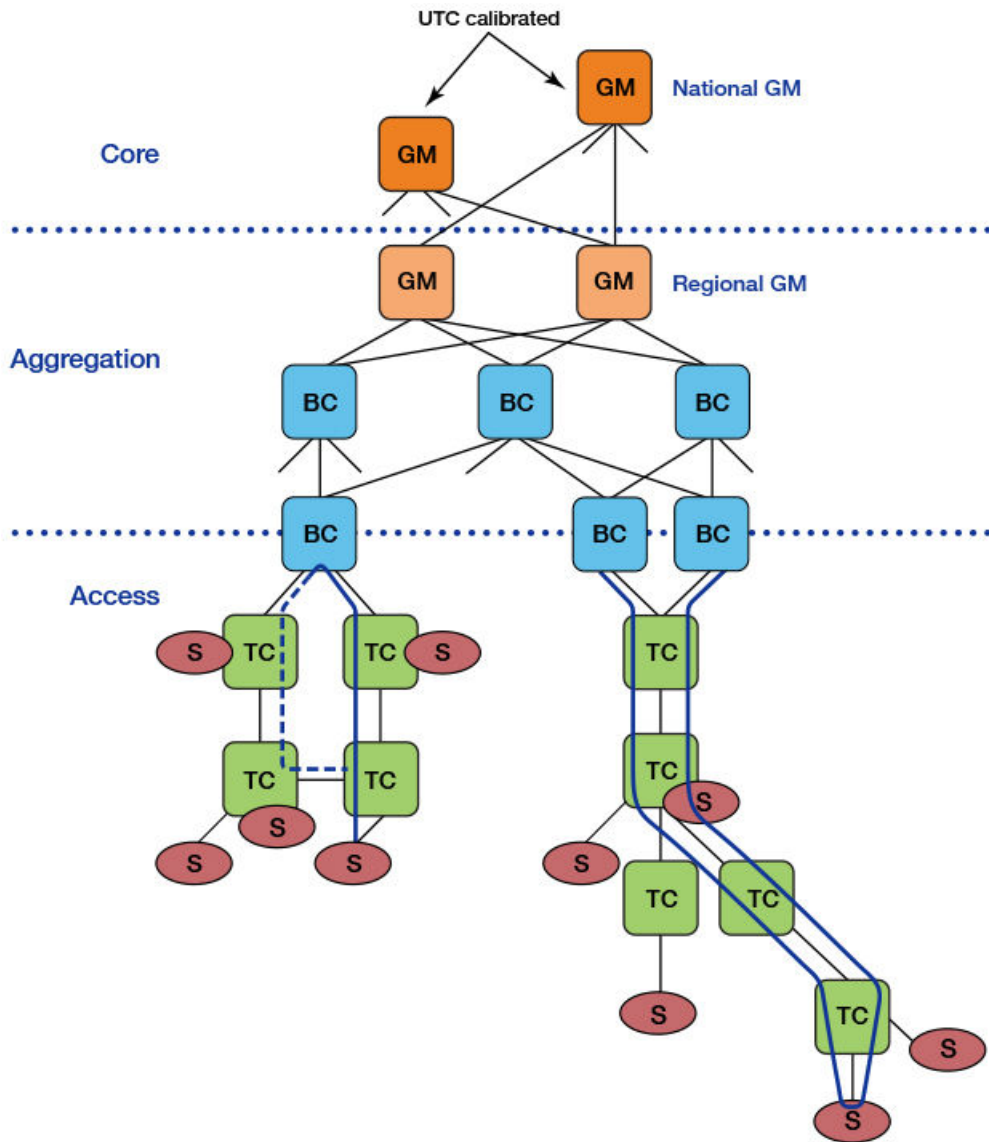 UTC calibrated
GM
National GM
Core
GM
GM
GM
Regional GM
Aggregation
BC
BC
BC
BC
BC
BC
Access
S
TC
TC
S
TC
TC
TC
TC
S
S
S
S
S
TC
TC
S
TC
S
S